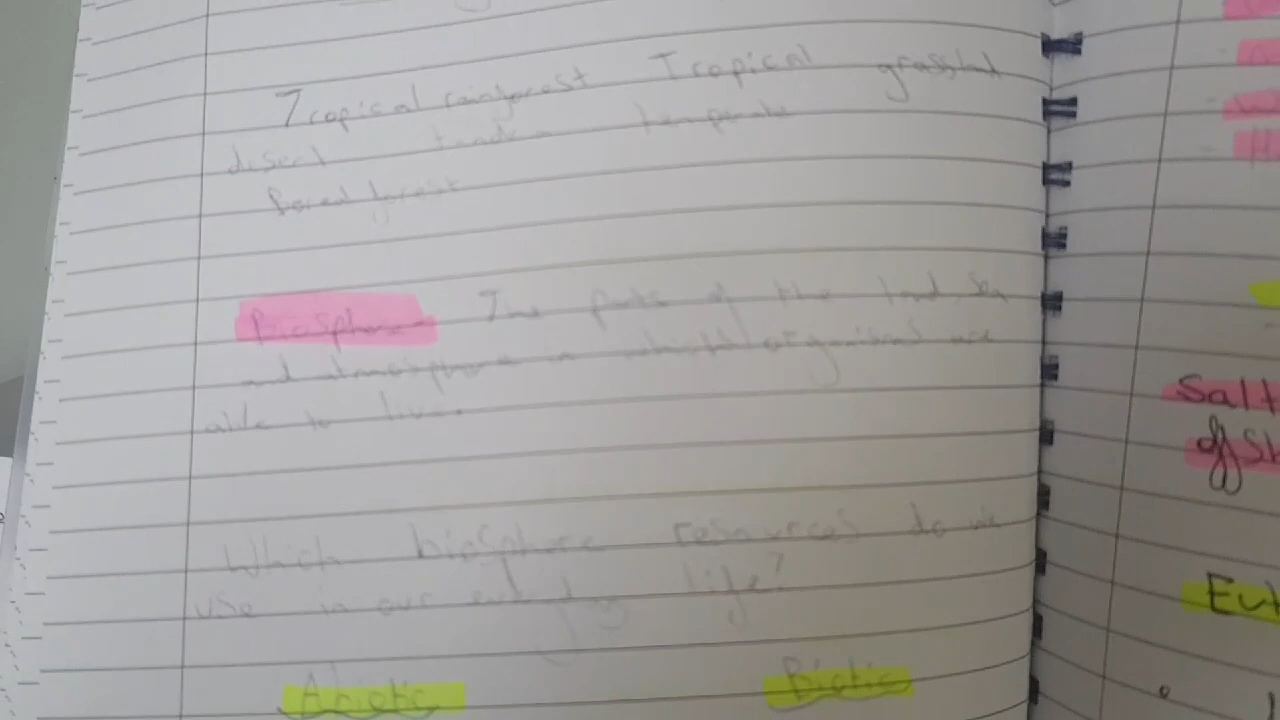 Tropical rainforest Tropical grassland
desert tundra temperate
Boreal forest
Biosphere The parts of the land, sea
and atmosphere in which organisms are
able to live.
Which biosphere resources do we
use in our everyday life?
Abiotic Biotic
Salt
off